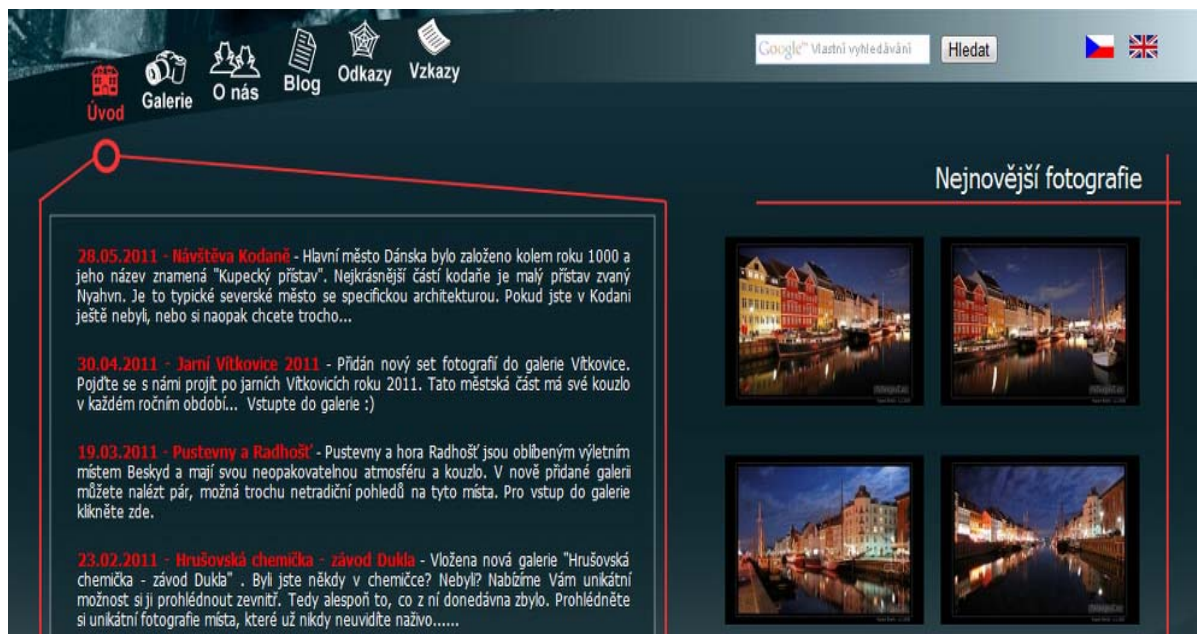 Úvod
Galerie
O nás
Blog
Odkazy
Vzkazy
Google™ Vlastní vyhledávání
Hledat
Nejnovější fotografie
28.05.2011 - Návštěva Kodaně - Hlavní město Dánska bylo založeno kolem roku 1000 a
jeho název znamená "Kupecký přístav". Nejkrásnější částí kodaňe je malý přístav zvaný
Nyahvn. Je to typické severské město se specifickou architekturou. Pokud jste v Kodani
ještě nebyli, nebo si naopak chcete trocho...
30.04.2011 - Jarní Vítkovice 2011 - Přidán nový set fotografií do galerie Vítkovice.
Pojďte se s námi projít po jarních Vítkovicích roku 2011. Tato městská část má své kouzlo
v každém ročním období... Vstupte do galerie :)
19.03.2011 - Pustevny a Radhošť - Pustevny a hora Radhošť jsou oblíbeným výletním
místem Beskyd a mají svou neopakovatelnou atmosféru a kouzlo. V nově přidané galerii
můžete nalézt pár, možná trochu netradiční pohledů na tyto místa. Pro vstup do galerie
klikněte zde.
23.02.2011 - Hrušovská chemička - závod Dukla - Vložena nová galerie "Hrušovská
chemička - závod Dukla" . Byli jste někdy v chemičce? Nebyli? Nabízíme Vám unikátní
možnost si ji prohlédnout zevnitř. Tedy alespoň to, co z ní donedávna zbylo. Prohlédněte
si unikátní fotografie místa, které už nikdy neuvidíte naživo......